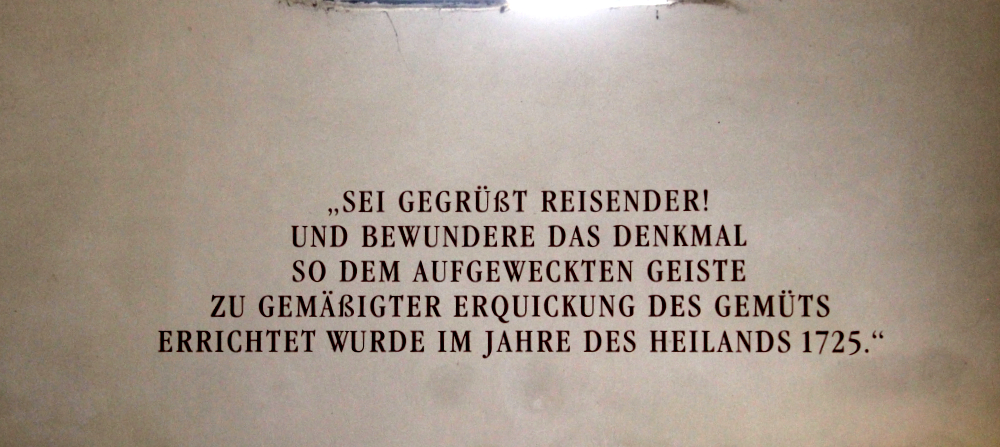 „SEI GEGRÜßT REISENDER!
UND BEWUNDERE DAS DENKMAL
SO DEM AUFGEWECKTEN GEISTE
ZU GEMÄßIGTER ERQUICKUNG DES GEMÜTS
ERRICHTET WURDE IM JAHRE DES HEILANDS 1725.“